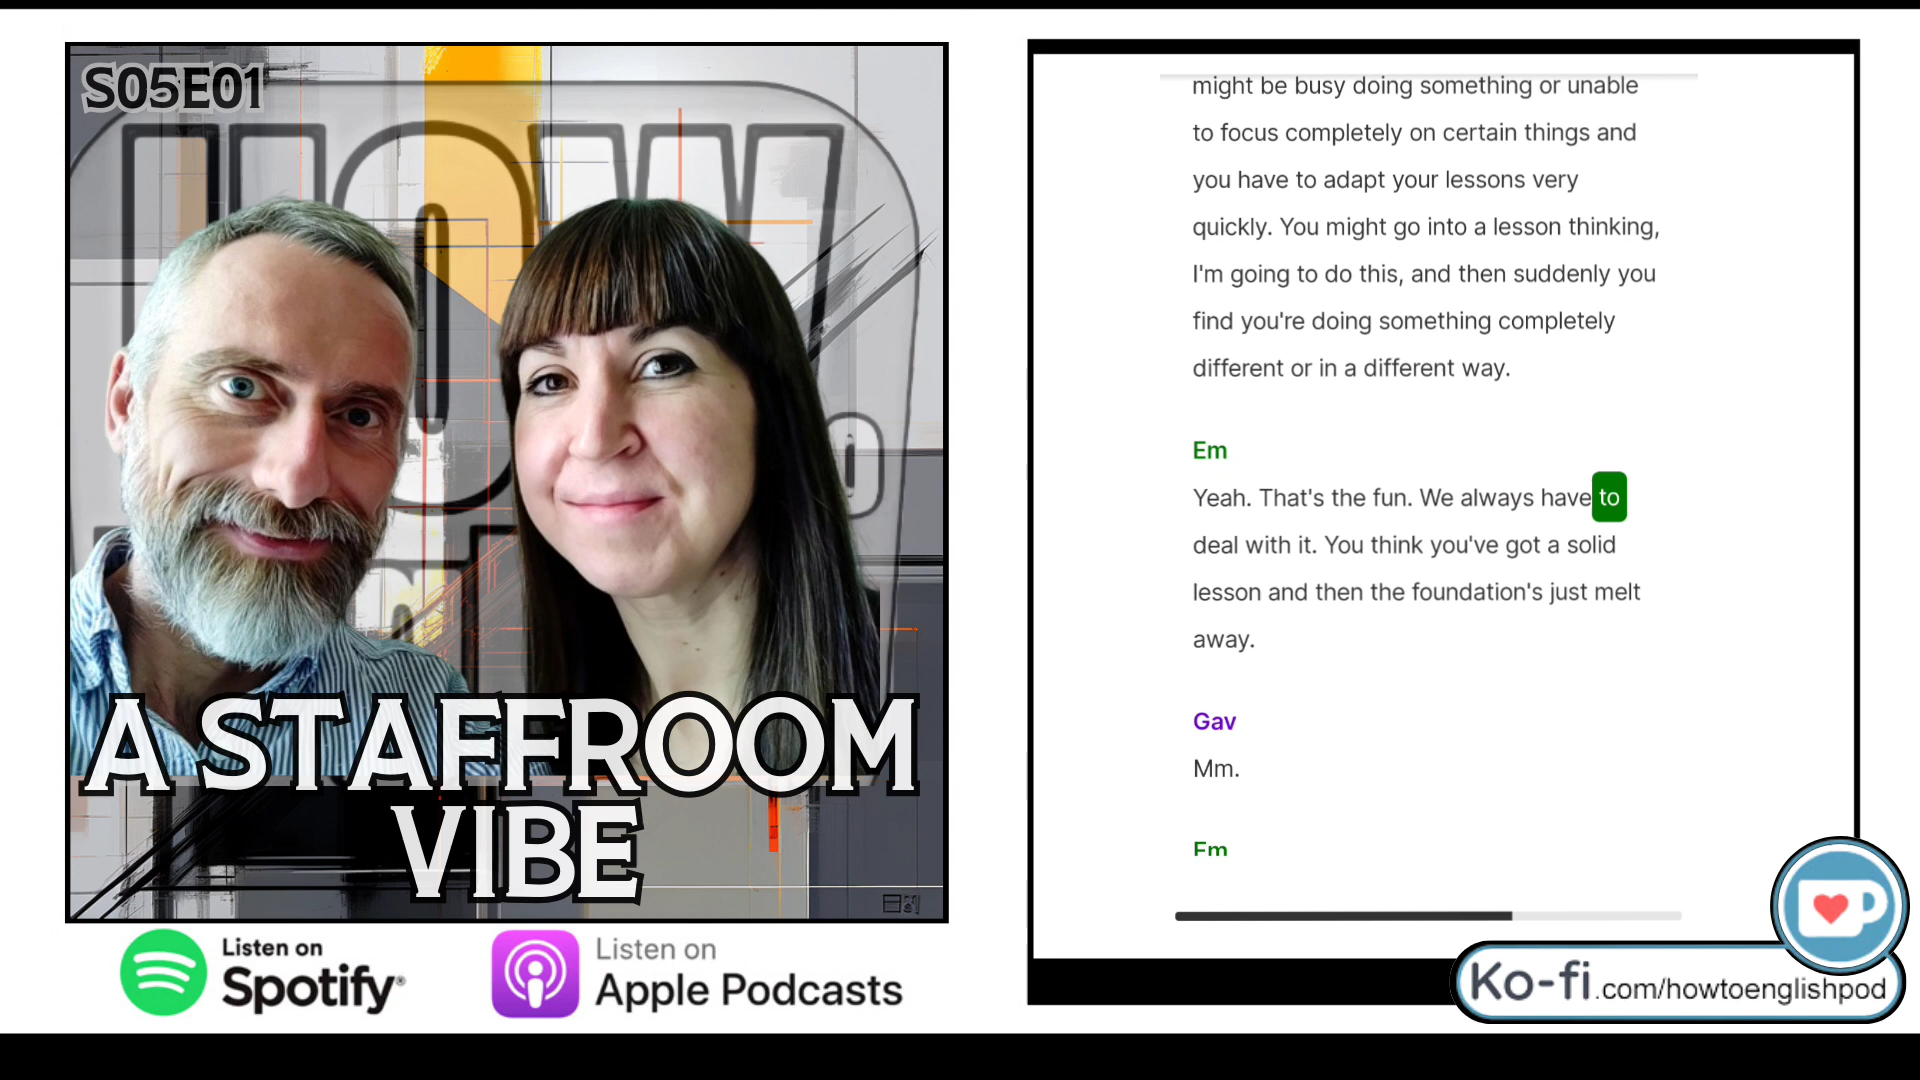 S05E01
HOW
A STAFFROOM
VIBE
Listen on
Spotify®
Listen on
Apple Podcasts
might be busy doing something or unable
to focus completely on certain things and
you have to adapt your lessons very
quickly. You might go into a lesson thinking,
I'm going to do this, and then suddenly you
find you're doing something completely
different or in a different way.
Em
Yeah. That's the fun. We always have to
deal with it. You think you've got a solid
lesson and then the foundation's just melt
away.
Gav
Mm.
Em
Ko-fi.com/howtoenglishpod